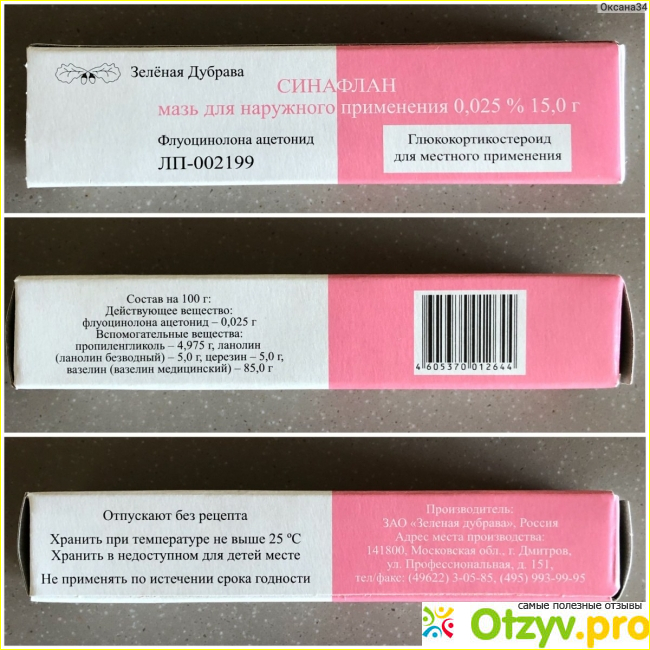 Оксана34
Зелёная Дубрава
СИНАФЛАН
мазь для наружного применения 0,025 % 15,0 г
Флуоцинолона ацетонид
ЛП-002199
Глюкокортикостероид
для местного применения
Состав на 100 г:
Действующее вещество:
флуоцинолона ацетонид – 0,025 г
Вспомогательные вещества:
пропиленгликоль – 4,975 г, ланолин
(ланолин безводный) – 5,0 г, церезин – 5,0 г,
вазелин (вазелин медицинский) – 85,0 г
4 605370 012644
Отпускают без рецепта
Хранить при температуре не выше 25 ºС
Хранить в недоступном для детей месте
Не применять по истечении срока годности
Производитель:
ЗАО «Зеленая дубрава», Россия
Адрес места производства:
141800, Московская обл., г. Дмитров,
ул. Профессиональная, д. 151,
тел/факс: (49622) 3-05-85, (495) 993-99-95
самые полезные отзывы
Otzyv.pro